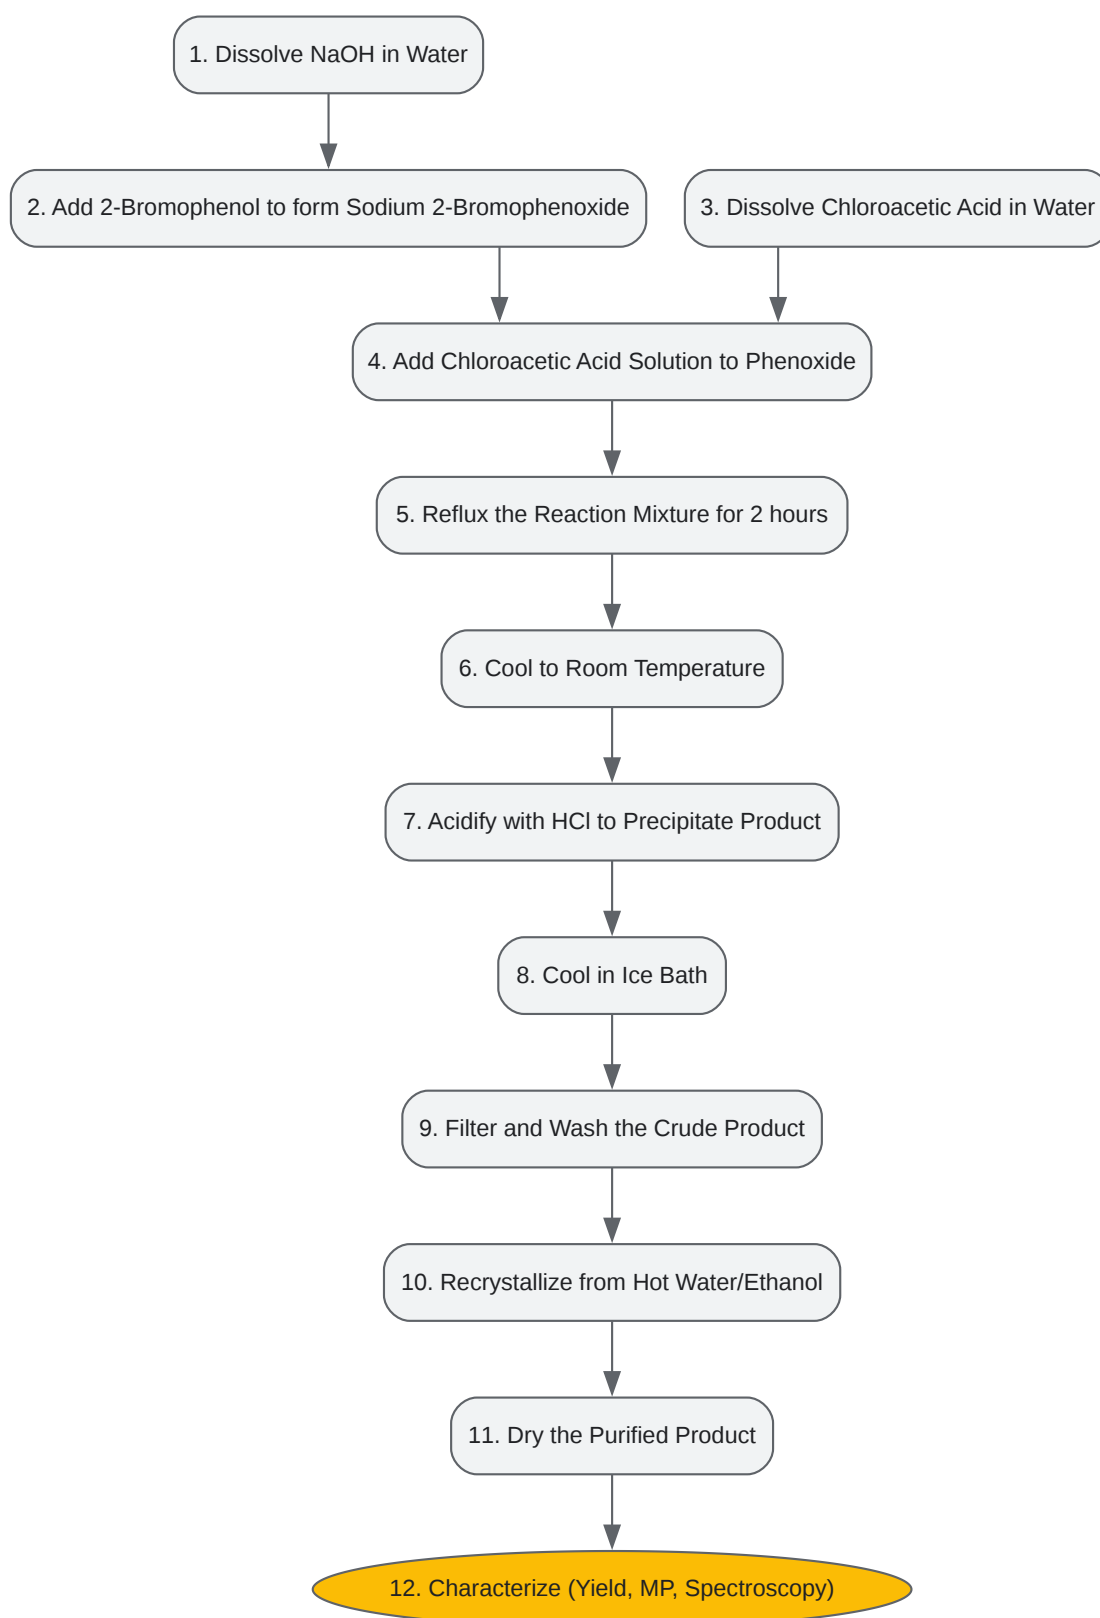 1. Dissolve NaOH in Water
2. Add 2-Bromophenol to form Sodium 2-Bromophenoxide
3. Dissolve Chloroacetic Acid in Water
4. Add Chloroacetic Acid Solution to Phenoxide
5. Reflux the Reaction Mixture for 2 hours
6. Cool to Room Temperature
7. Acidify with HCl to Precipitate Product
8. Cool in Ice Bath
9. Filter and Wash the Crude Product
10. Recrystallize from Hot Water/Ethanol
11. Dry the Purified Product
12. Characterize (Yield, MP, Spectroscopy)